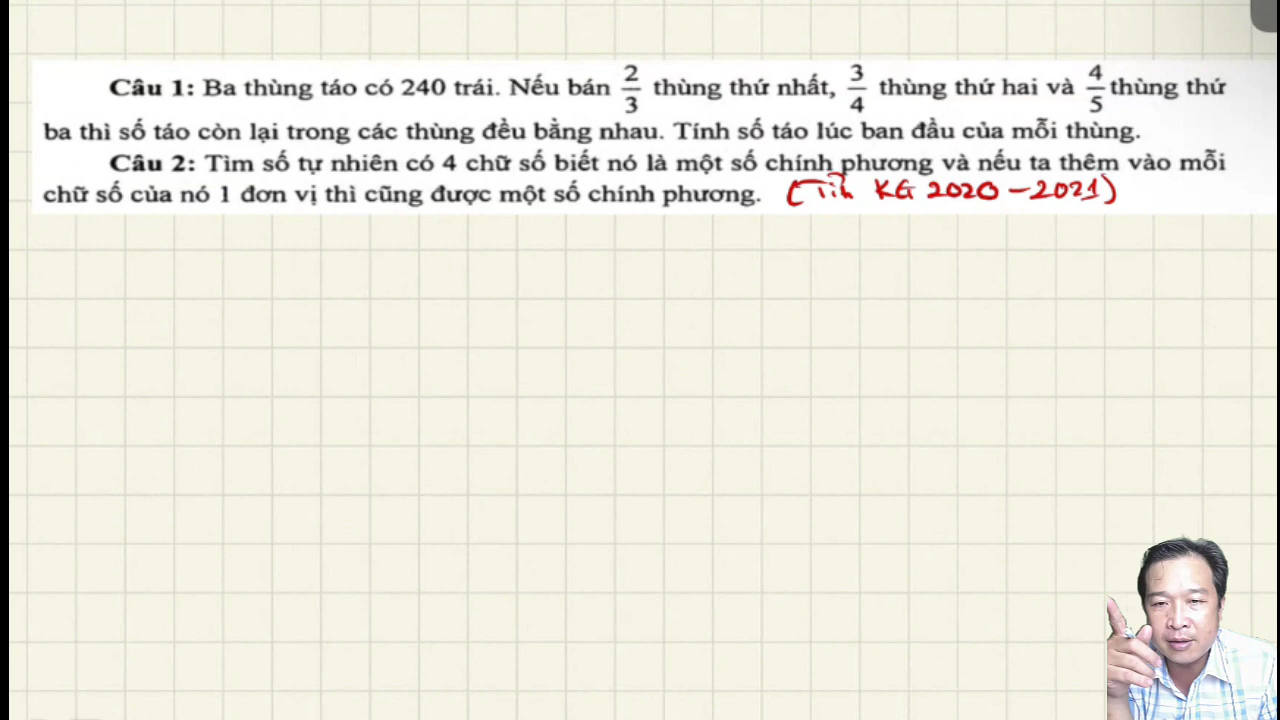 Câu 1: Ba thùng táo có 240 trái. Nếu bán 2/3 thùng thứ nhất, 3/4 thùng thứ hai và 4/5 thùng thứ
ba thì số táo còn lại trong các thùng đều bằng nhau. Tính số táo lúc ban đầu của mỗi thùng.
Câu 2: Tìm số tự nhiên có 4 chữ số biết nó là một số chính phương và nếu ta thêm vào mỗi
chữ số của nó 1 đơn vị thì cũng được một số chính phương. (Tỉnh KG 2020-2021)